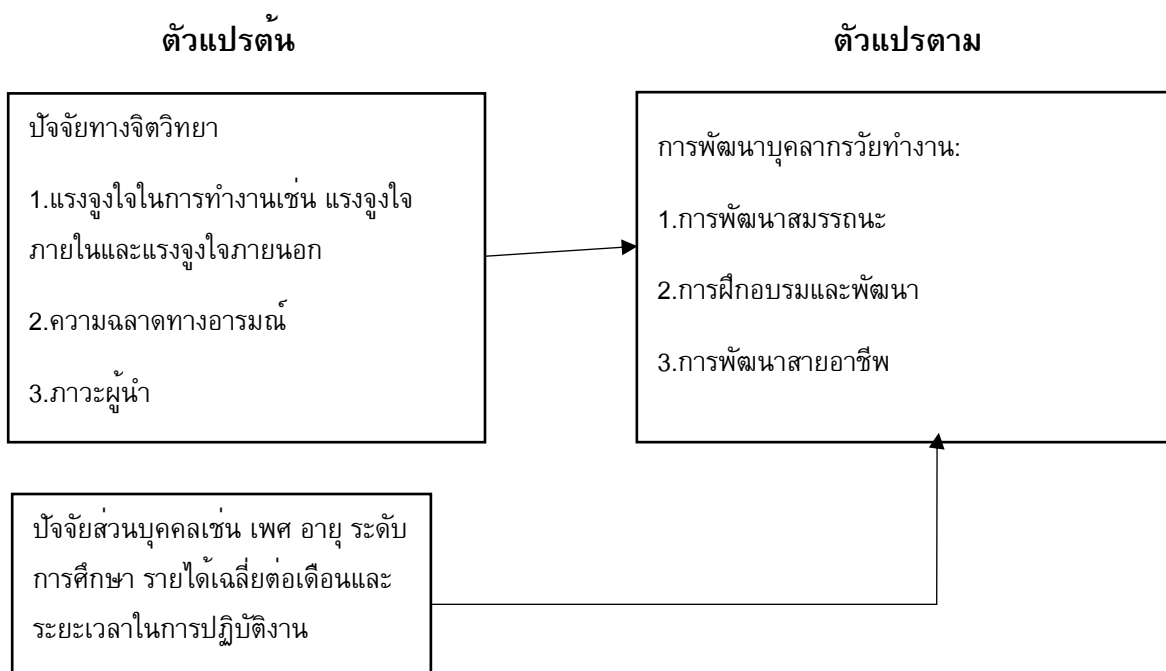 ตัวแปรต้น
ตัวแปรตาม
ปัจจัยทางจิตวิทยา
1.แรงจูงใจในการทำงานเช่น แรงจูงใจ
ภายในและแรงจูงใจภายนอก
2.ความฉลาดทางอารมณ์
3.ภาวะผู้นำ
การพัฒนาบุคลากรวัยทำงาน:
1.การพัฒนาสมรรถนะ
2.การฝึกอบรมและพัฒนา
3.การพัฒนาสายอาชีพ
ปัจจัยส่วนบุคคลเช่น เพศ อายุ ระดับ
การศึกษา รายได้เฉลี่ยต่อเดือนและ
ระยะเวลาในการปฏิบัติงาน